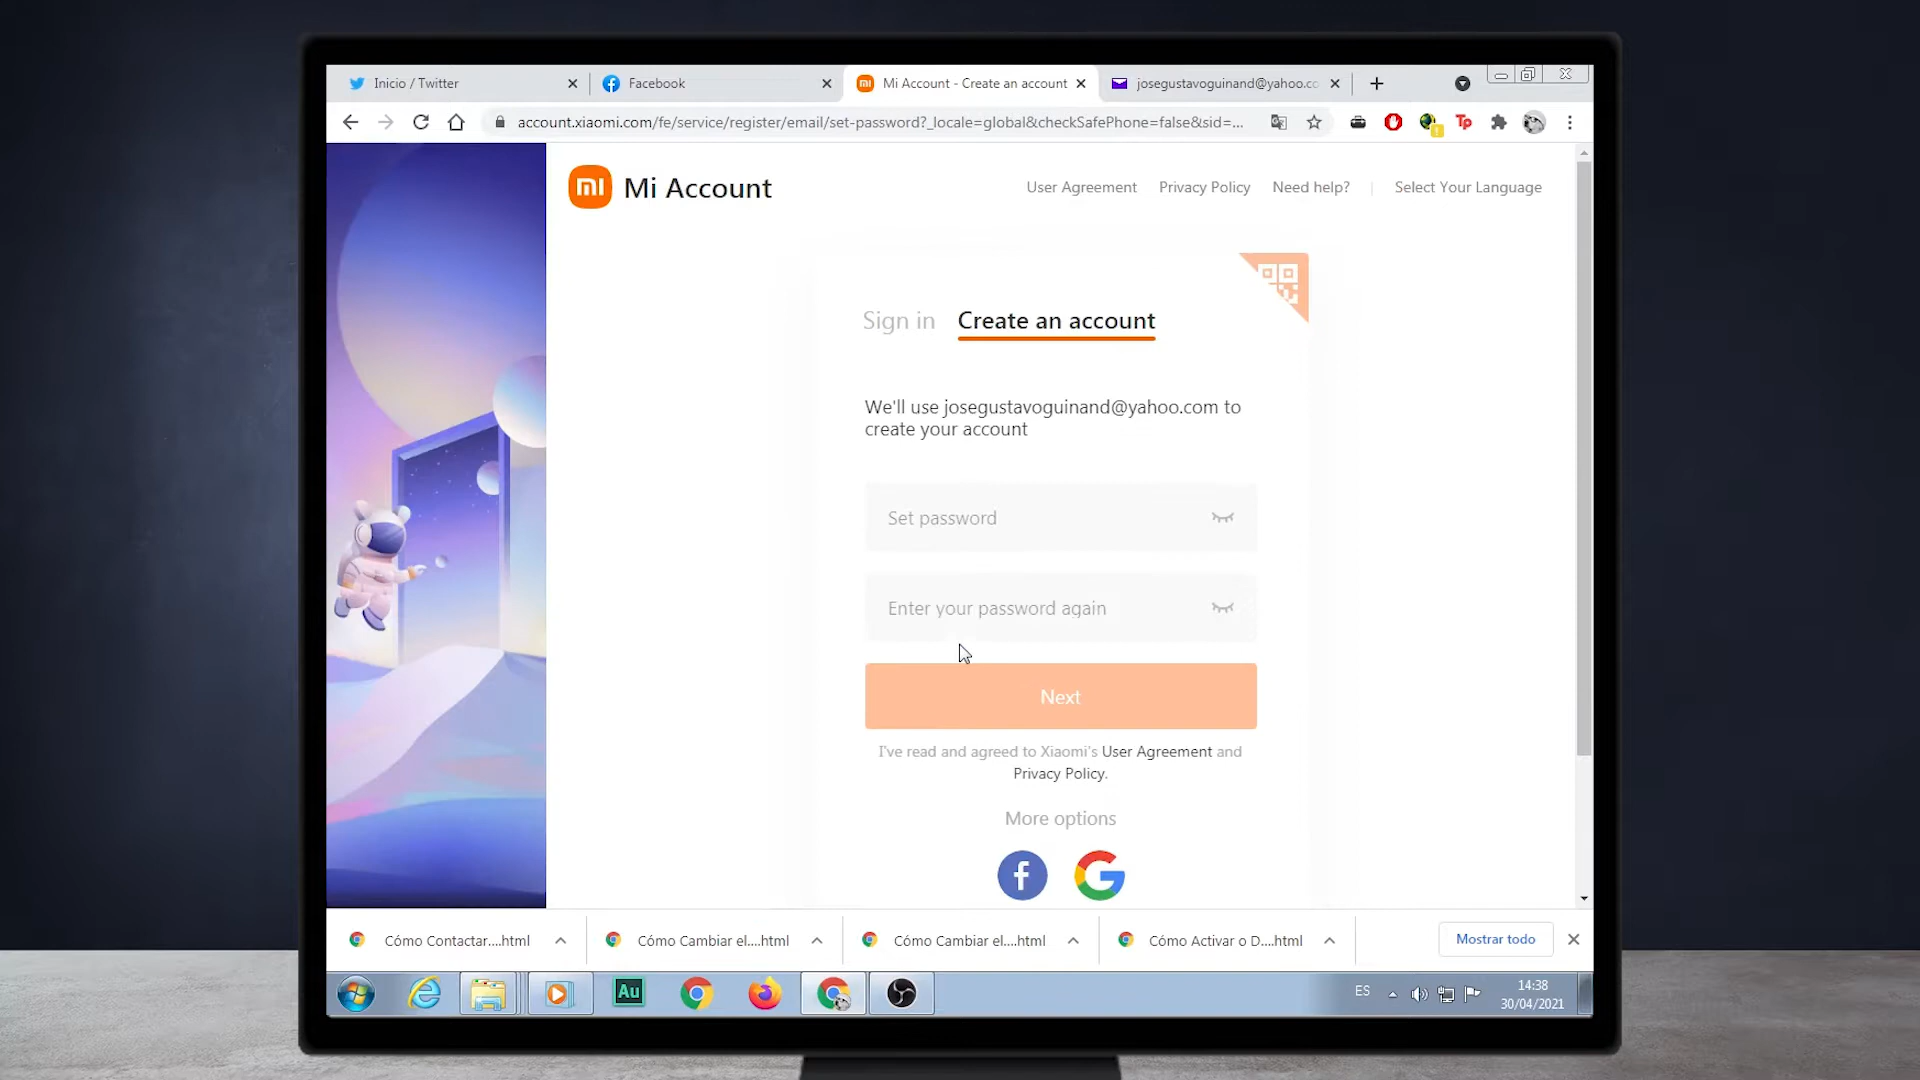 Inicio / Twitter
Facebook
Mi Account - Create an account
josegustavoguinand@yahoo.co
account.xiaomi.com/fe/service/register/email/set-password?_locale=global&checkSafePhone=false&sid=...
Tp
mi Mi Account
User Agreement
Privacy Policy
Need help?
Select Your Language
Sign in
Create an account
We'll use josegustavoguinand@yahoo.com to
create your account
Set password
Enter your password again
Next
I've read and agreed to Xiaomi's User Agreement and
Privacy Policy.
More options
Cómo Contactar....html
Cómo Cambiar el....html
Cómo Cambiar el....html
Cómo Activar o D....html
Mostrar todo
Au
ES
14:38
30/04/2021